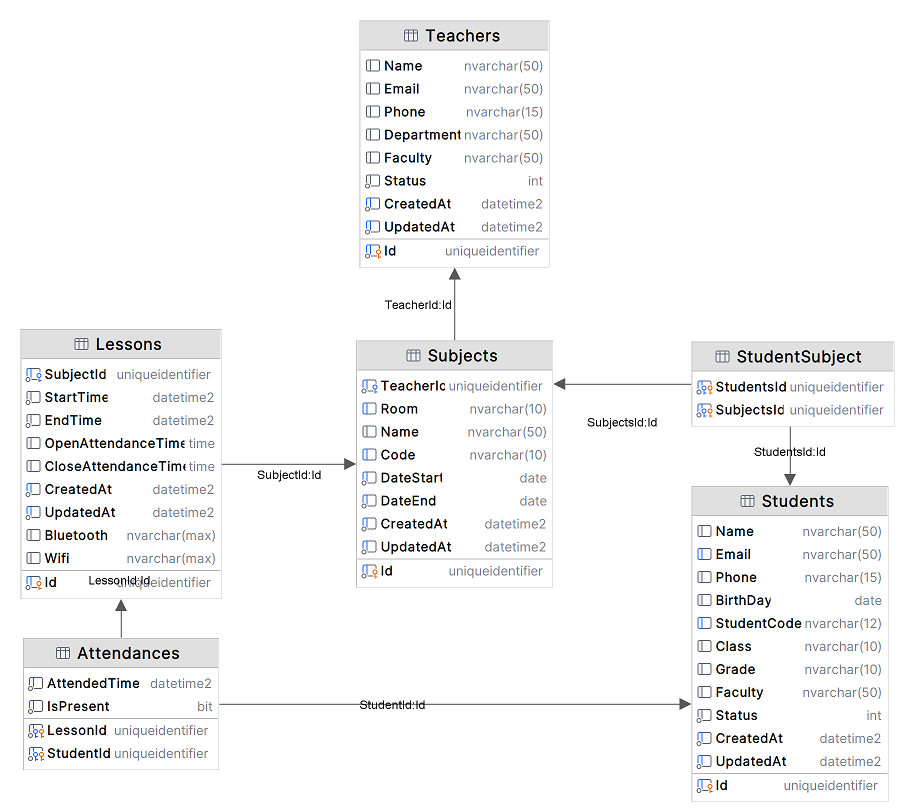 Teachers
Name nvarchar(50)
Email nvarchar(50)
Phone nvarchar(15)
Department nvarchar(50)
Faculty nvarchar(50)
Status int
CreatedAt datetime2
UpdatedAt datetime2
Id uniqueidentifier
TeacherId:Id
Lessons
SubjectId uniqueidentifier
StartTime datetime2
EndTime datetime2
OpenAttendanceTime time
CloseAttendanceTime time
CreatedAt datetime2
UpdatedAt datetime2
Bluetooth nvarchar(max)
Wifi nvarchar(max)
Id uniqueidentifier
LessonId:Id
SubjectId:Id
Subjects
TeacherId uniqueidentifier
Room nvarchar(10)
Name nvarchar(50)
Code nvarchar(10)
DateStart date
DateEnd date
CreatedAt datetime2
UpdatedAt datetime2
Id uniqueidentifier
SubjectsId:Id
StudentSubject
StudentsId uniqueidentifier
SubjectsId uniqueidentifier
StudentsId:Id
Students
Name nvarchar(50)
Email nvarchar(50)
Phone nvarchar(15)
BirthDay date
StudentCode nvarchar(12)
Class nvarchar(10)
Grade nvarchar(10)
Faculty nvarchar(50)
Status int
CreatedAt datetime2
UpdatedAt datetime2
Id uniqueidentifier
Attendances
AttendedTime datetime2
IsPresent bit
LessonId uniqueidentifier
StudentId uniqueidentifier
StudentId:Id